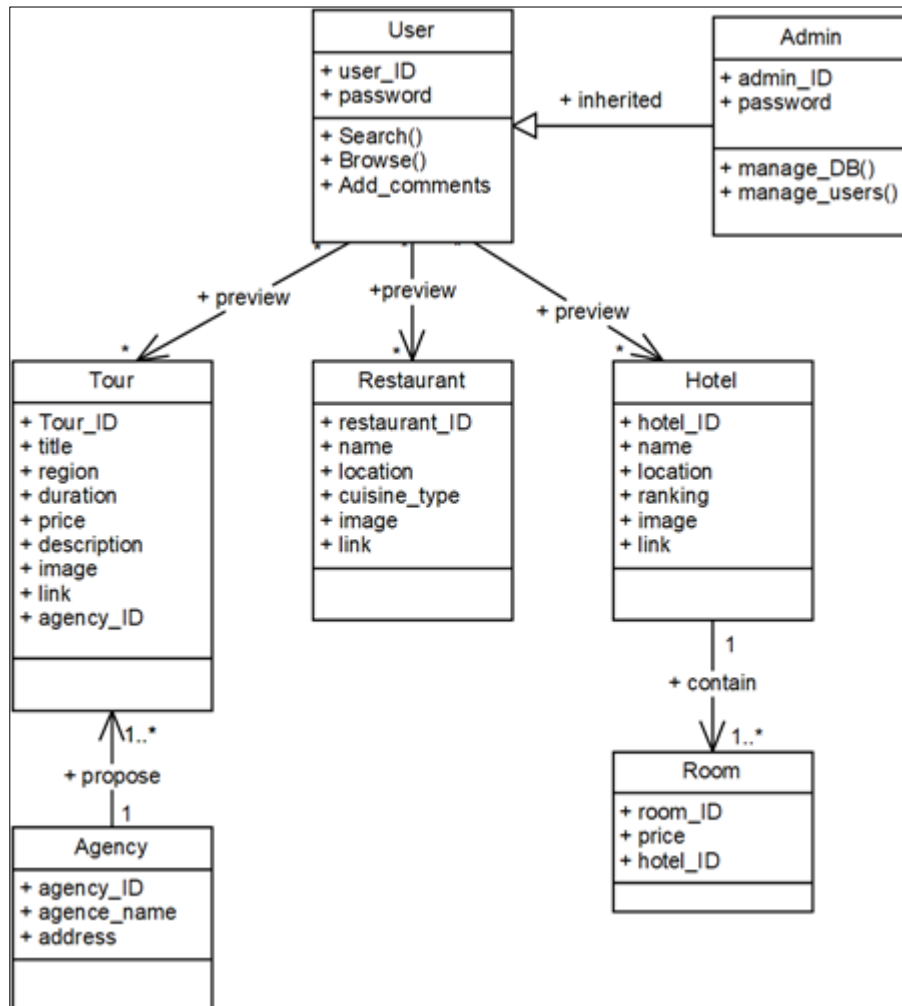 User
+ user_ID
+ password
+ Search()
+ Browse()
+ Add_comments
+ inherited
Admin
+ admin_ID
+ password
+ manage_DB()
+ manage_users()
* * *
+ preview
+preview
+ preview
* * *
Tour
+ Tour_ID
+ title
+ region
+ duration
+ price
+ description
+ image
+ link
+ agency_ID
Restaurant
+ restaurant_ID
+ name
+ location
+ cuisine_type
+ image
+ link
Hotel
+ hotel_ID
+ name
+ location
+ ranking
+ image
+ link
1
+ contain
1..*
Room
+ room_ID
+ price
+ hotel_ID
1..*
+ propose
1
Agency
+ agency_ID
+ agence_name
+ address